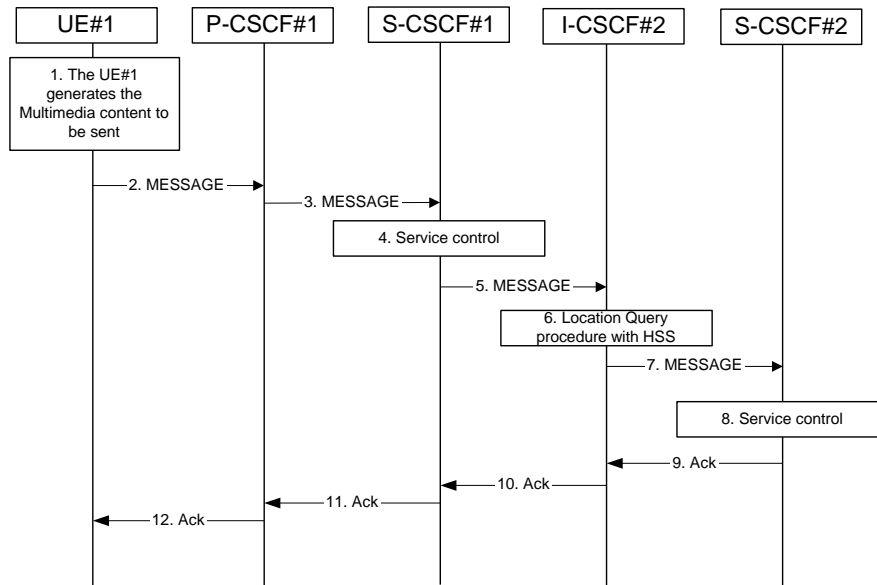 UE#1
P-CSCF#1
S-CSCF#1
I-CSCF#2
S-CSCF#2
1. The UE#1
generates the
Multimedia content to
be sent
2. MESSAGE
3. MESSAGE
4. Service control
5. MESSAGE
6. Location Query
procedure with HSS
7. MESSAGE
8. Service control
9. Ack
10. Ack
11. Ack
12. Ack